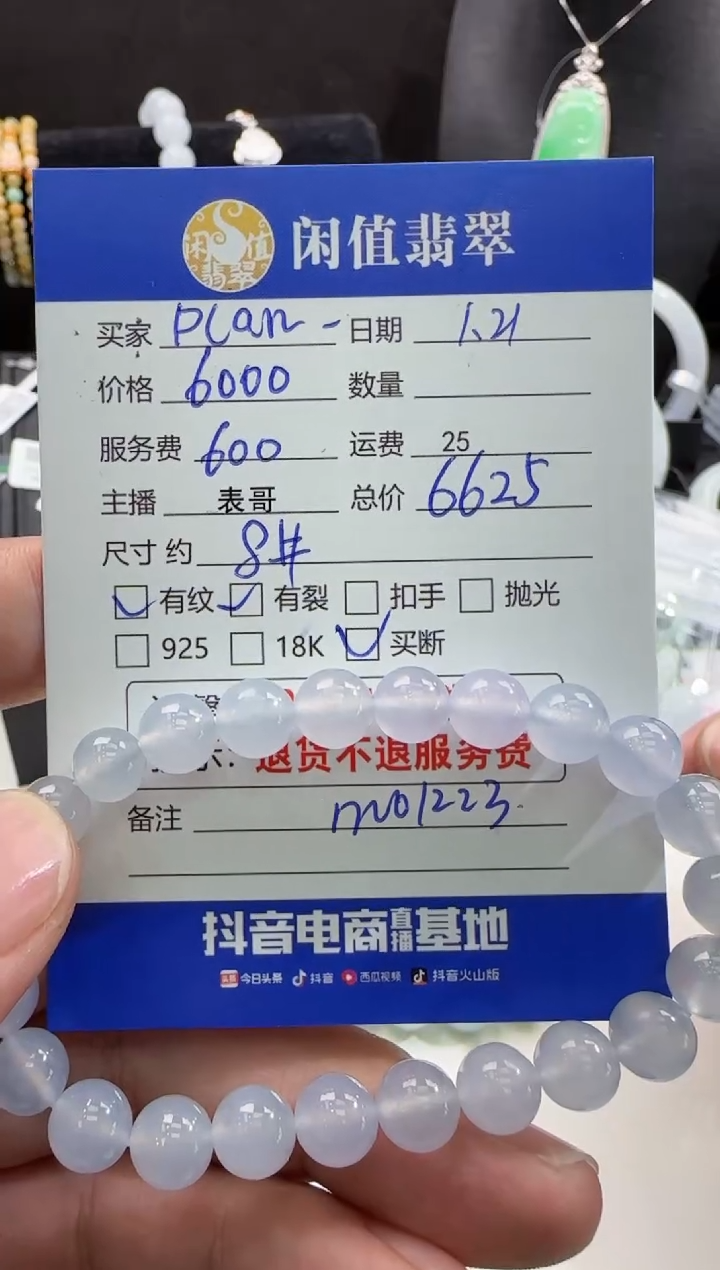 闲值翡翠
闲值翡翠
买家 Plan - 日期 1.21
价格 6000 数量
服务费 600 运费 25
主播 表哥 总价 6625
尺寸 约 8#
有纹 有裂 扣手 抛光
925 18K 买断
退货不退服务费
备注 m01223.
抖音电商直播基地
头条 今日头条 抖音 西瓜视频 抖音火山版